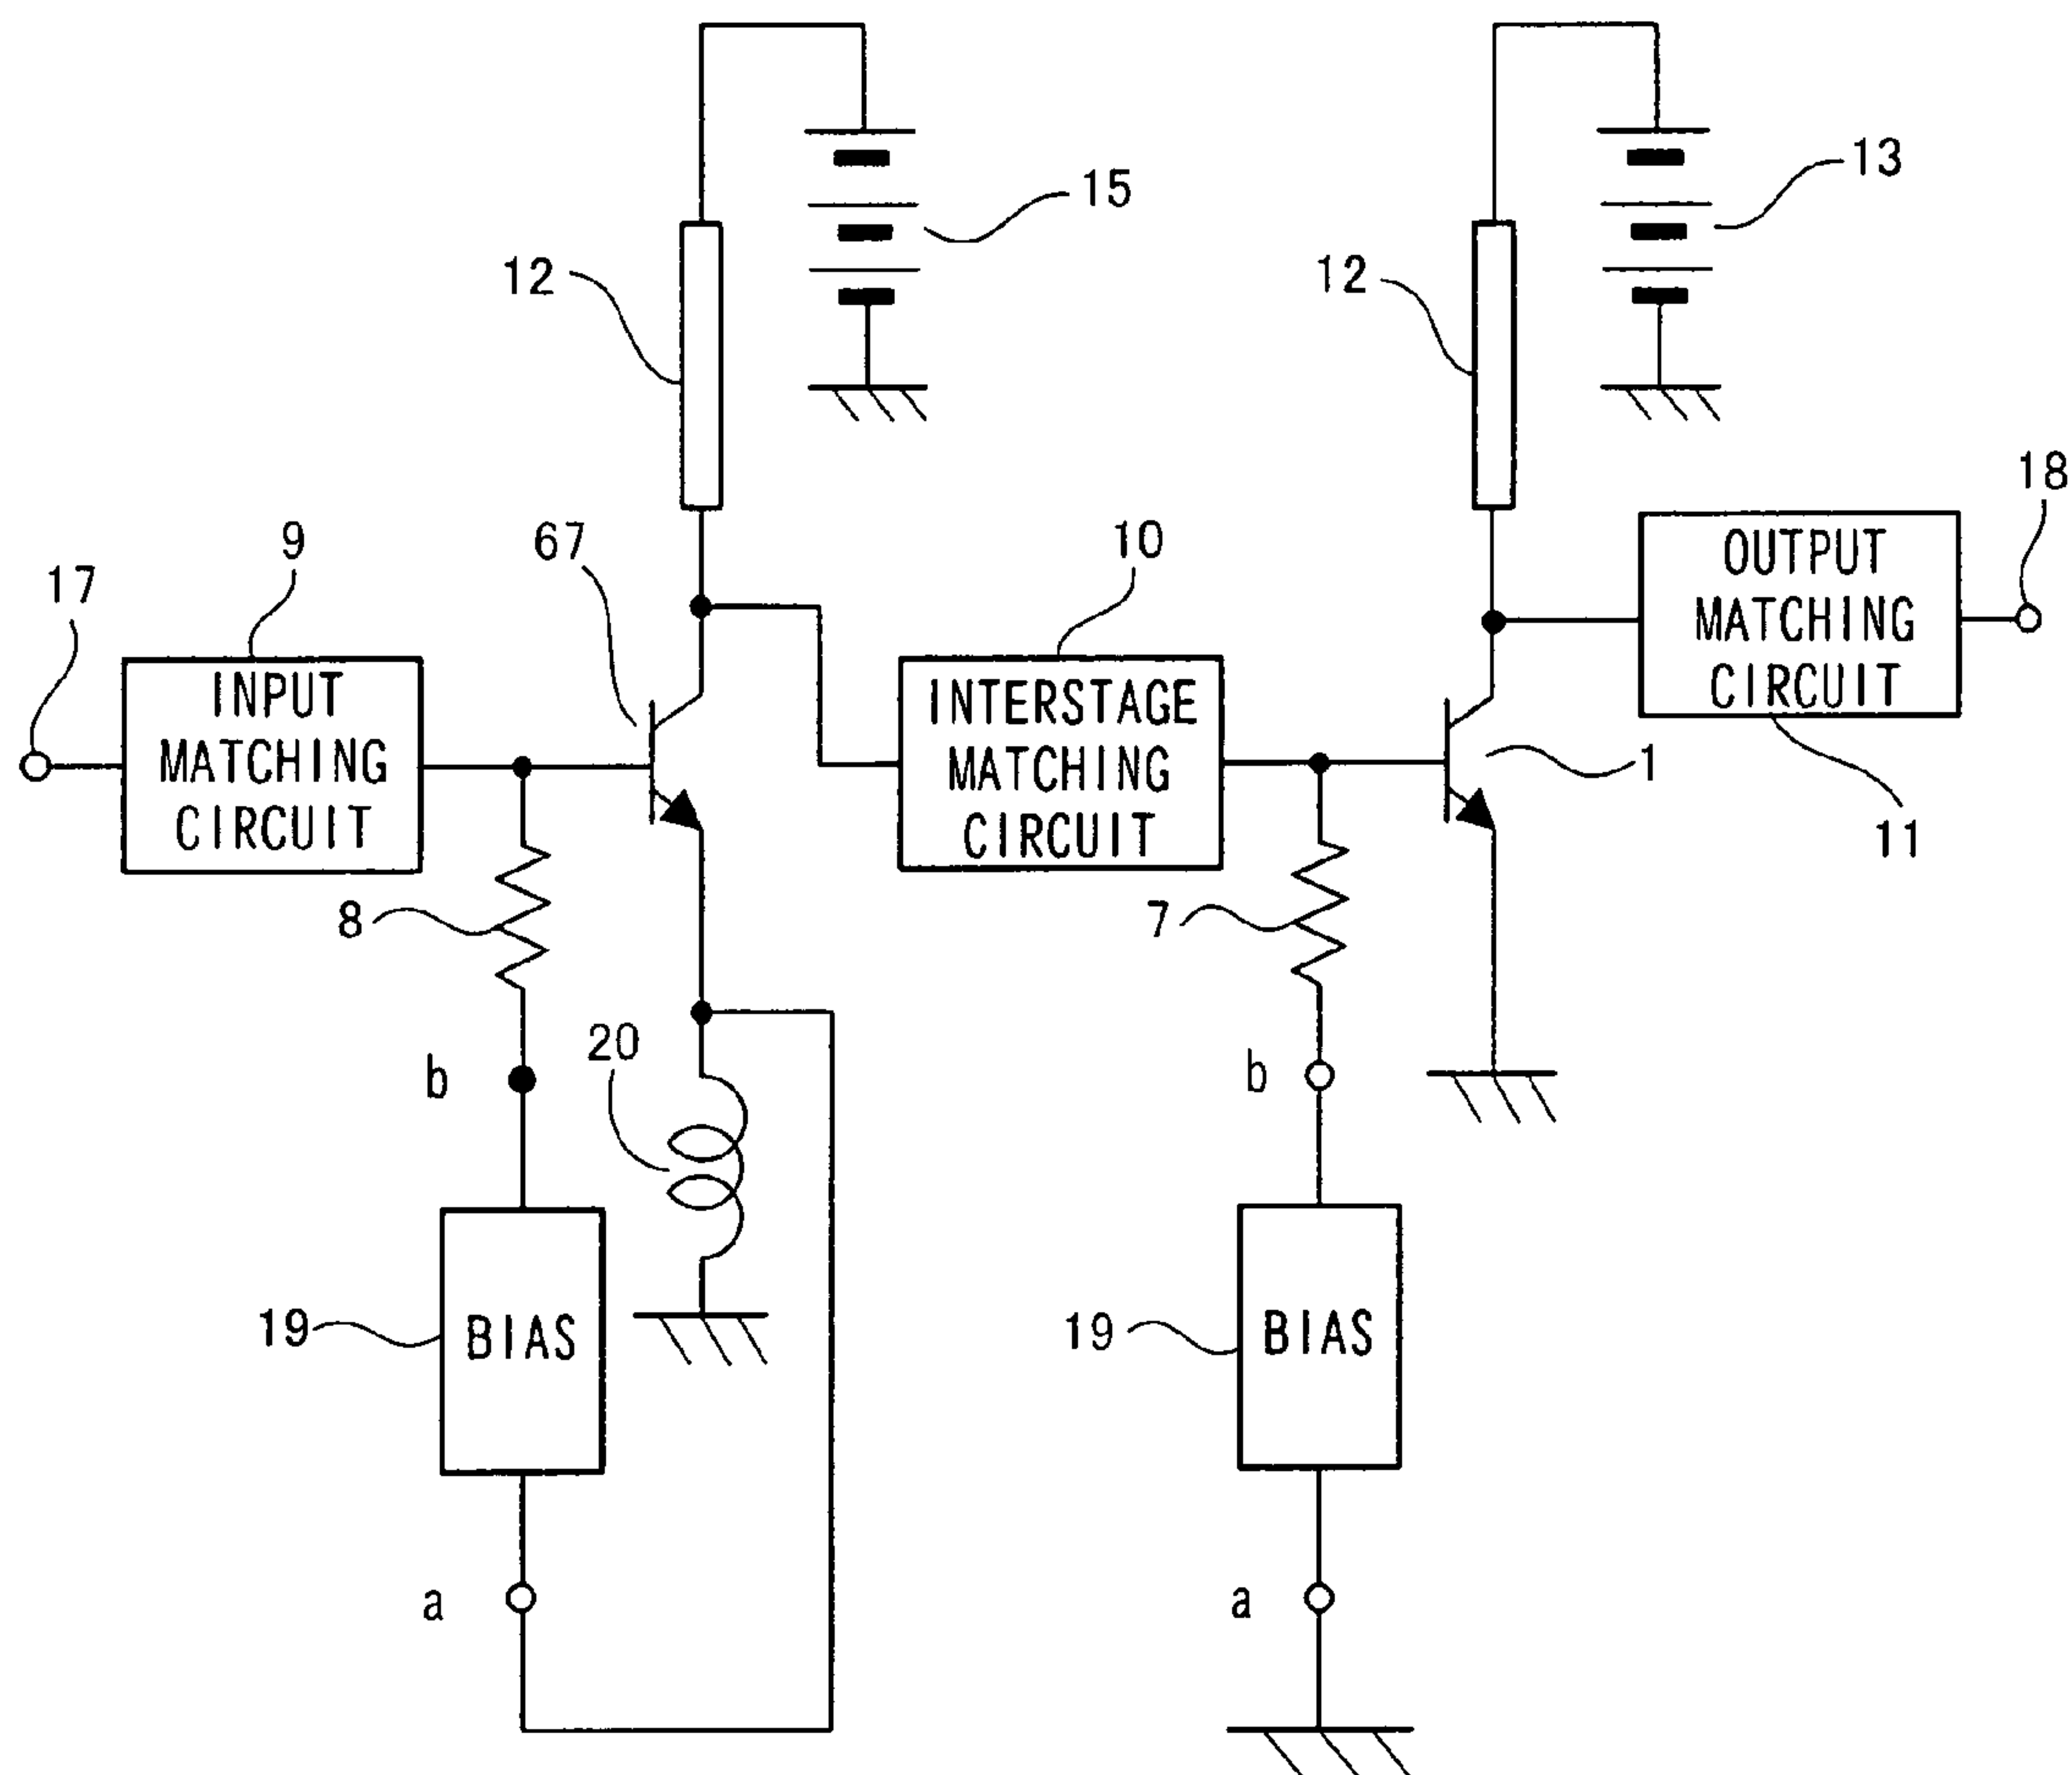 15
13
12
12
18
9
67
10
17
OUTPUT
MATCHING
CIRCUIT
INPUT
MATCHING
CIRCUIT
INTERSTAGE
MATCHING
CIRCUIT
1
11
8
7
20
b
b
19
BIAS
19
BIAS
a
a